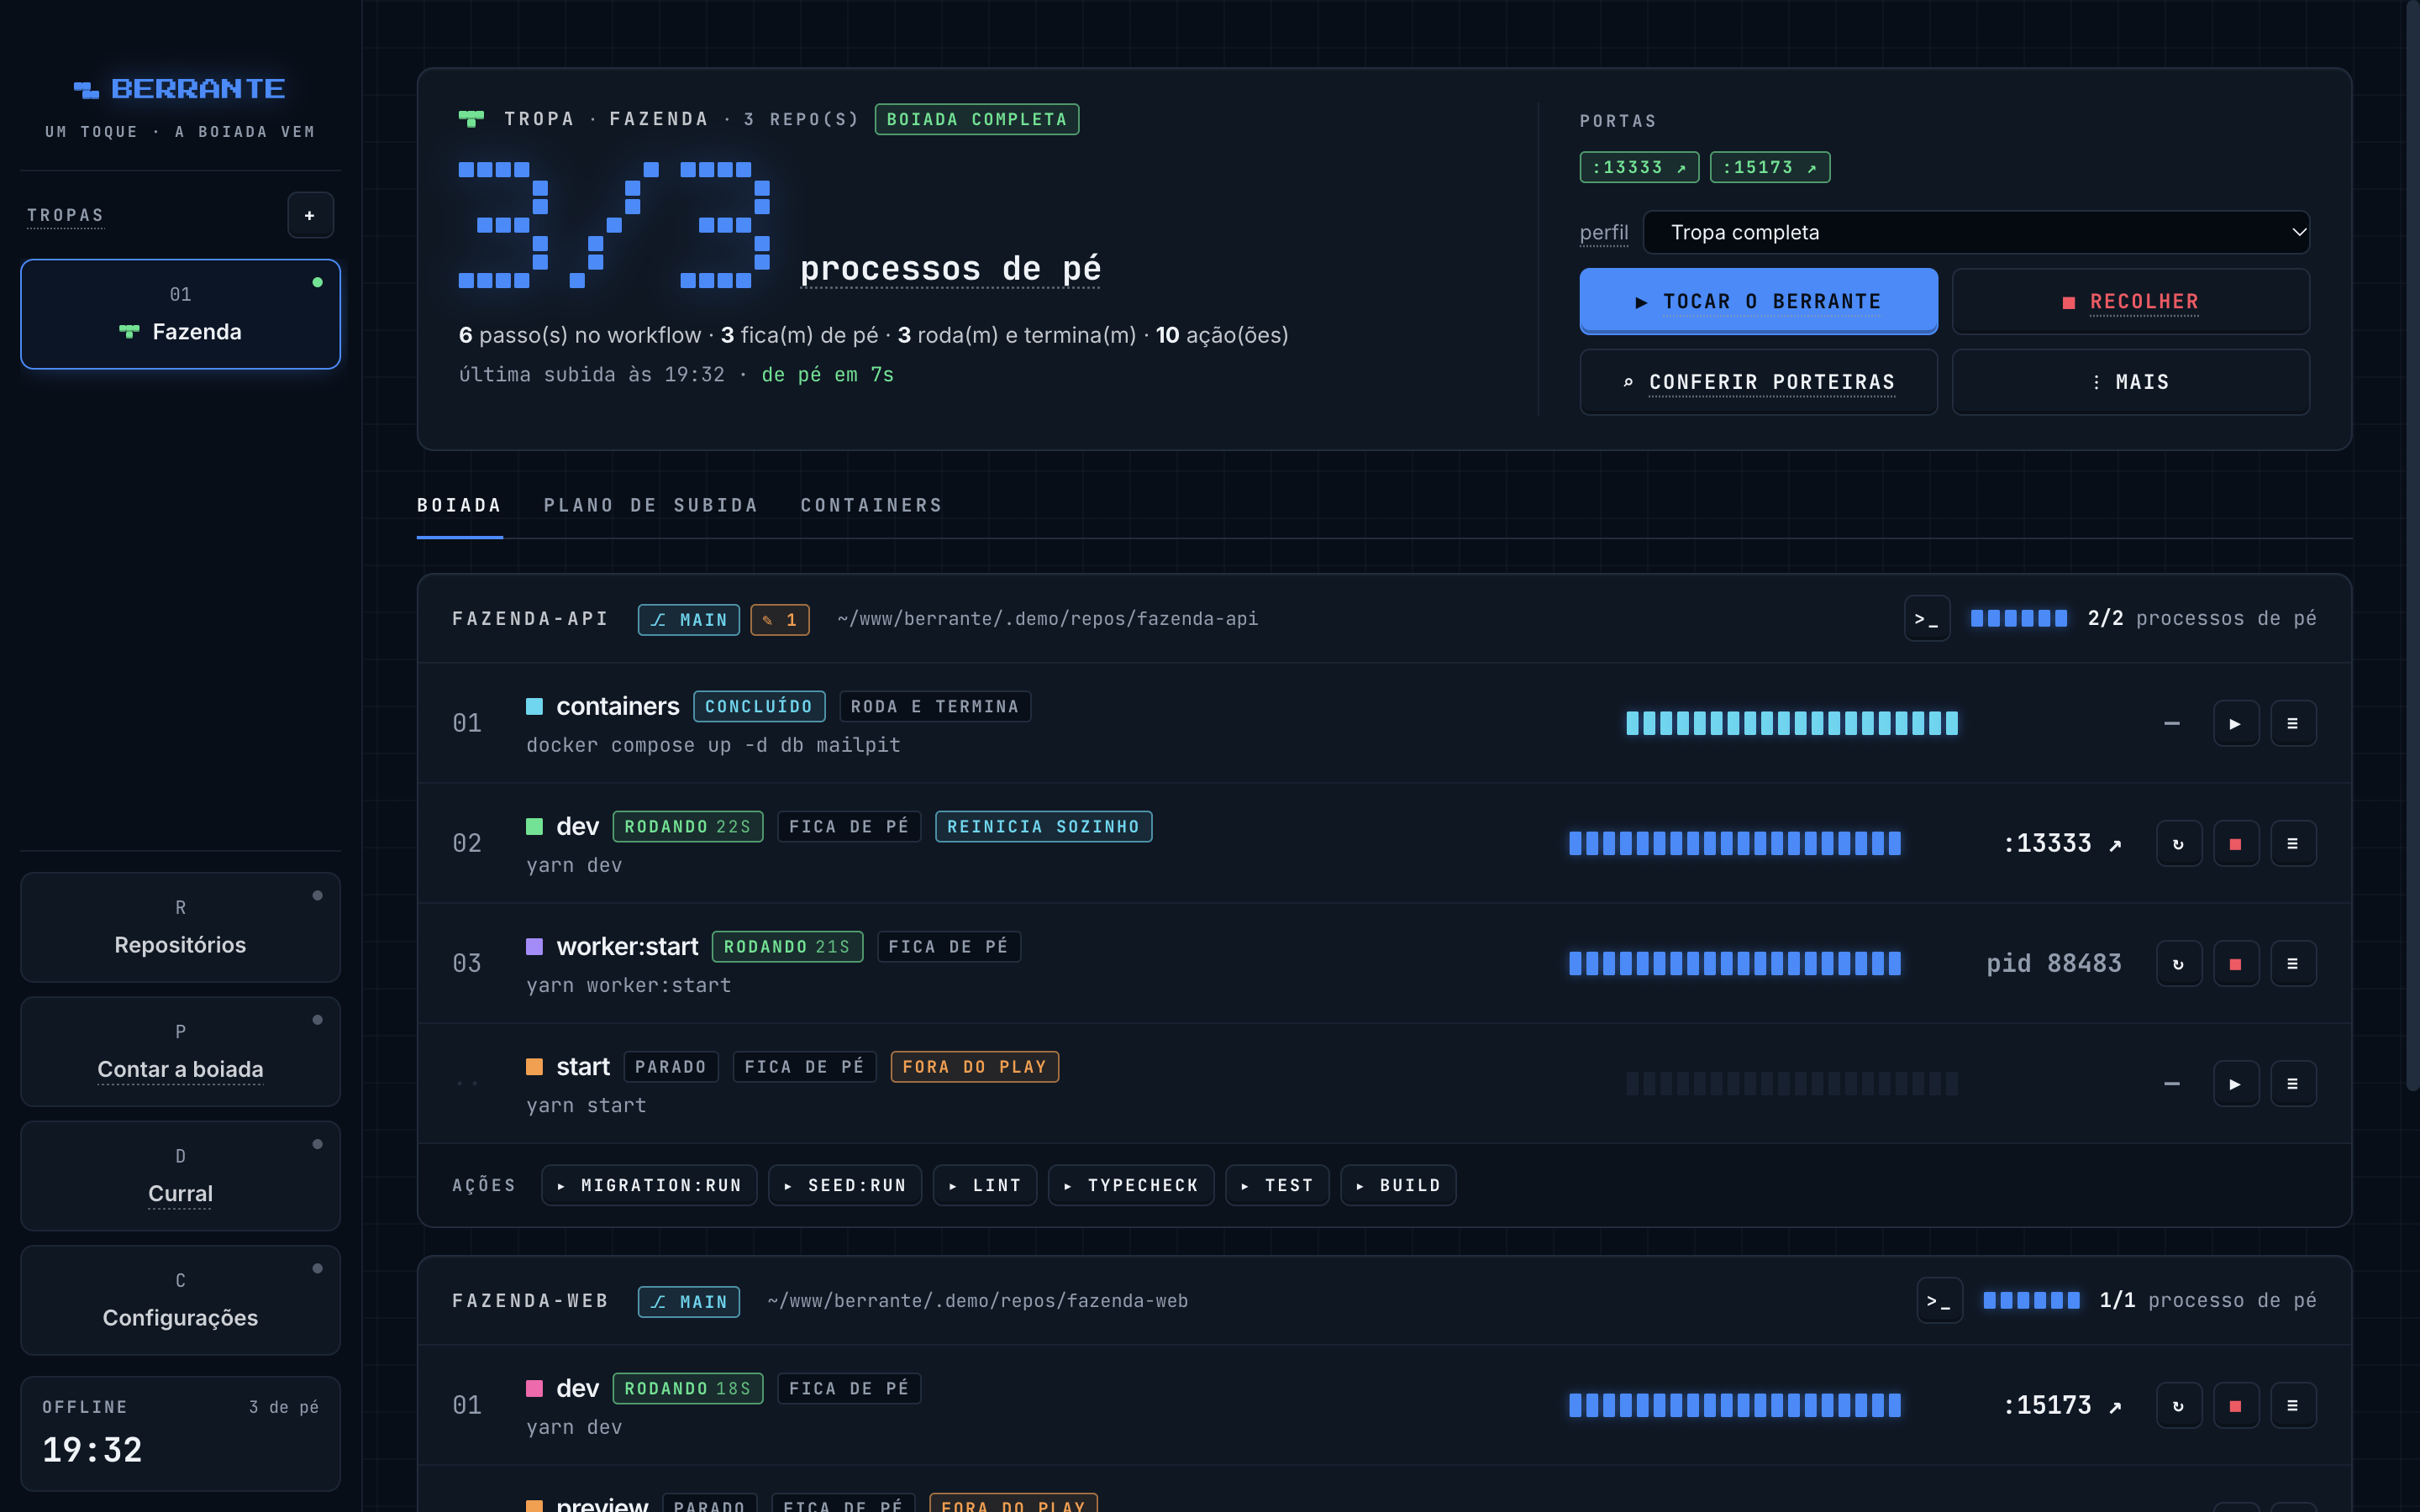 BERRANTE
UM TOQUE · A BOIADA VEM
TROPAS +
01
Fazenda
R
Repositórios
P
Contar a boiada
D
Curral
C
Configurações
OFFLINE 3 de pé
19:32
TROPA · FAZENDA · 3 REPO(S) BOIADA COMPLETA
3/3 processos de pé
6 passo(s) no workflow · 3 fica(m) de pé · 3 roda(m) e termina(m) · 10 ação(ões)
última subida às 19:32 · de pé em 7s
PORTAS
:13333 ↗ :15173 ↗
perfil Tropa completa
▶ TOCAR O BERRANTE ■ RECOLHER
⌕ CONFERIR PORTEIRAS ⋮ MAIS
BOIADA PLANO DE SUBIDA CONTAINERS
FAZENDA-API ⎇ MAIN ✎ 1 ~/www/berrante/.demo/repos/fazenda-api >_ 2/2 processos de pé
01 containers CONCLUÍDO RODA E TERMINA — ▶ ≡
docker compose up -d db mailpit
02 dev RODANDO 22S FICA DE PÉ REINICIA SOZINHO :13333 ↗ ↻ ■ ≡
yarn dev
03 worker:start RODANDO 21S FICA DE PÉ pid 88483 ↻ ■ ≡
yarn worker:start
·· start PARADO FICA DE PÉ FORA DO PLAY — ▶ ≡
yarn start
AÇÕES ▸ MIGRATION:RUN ▸ SEED:RUN ▸ LINT ▸ TYPECHECK ▸ TEST ▸ BUILD
FAZENDA-WEB ⎇ MAIN ~/www/berrante/.demo/repos/fazenda-web >_ 1/1 processo de pé
01 dev RODANDO 18S FICA DE PÉ :15173 ↗ ↻ ■ ≡
yarn dev
preview PARADO FICA DE PÉ FORA DO PLAY